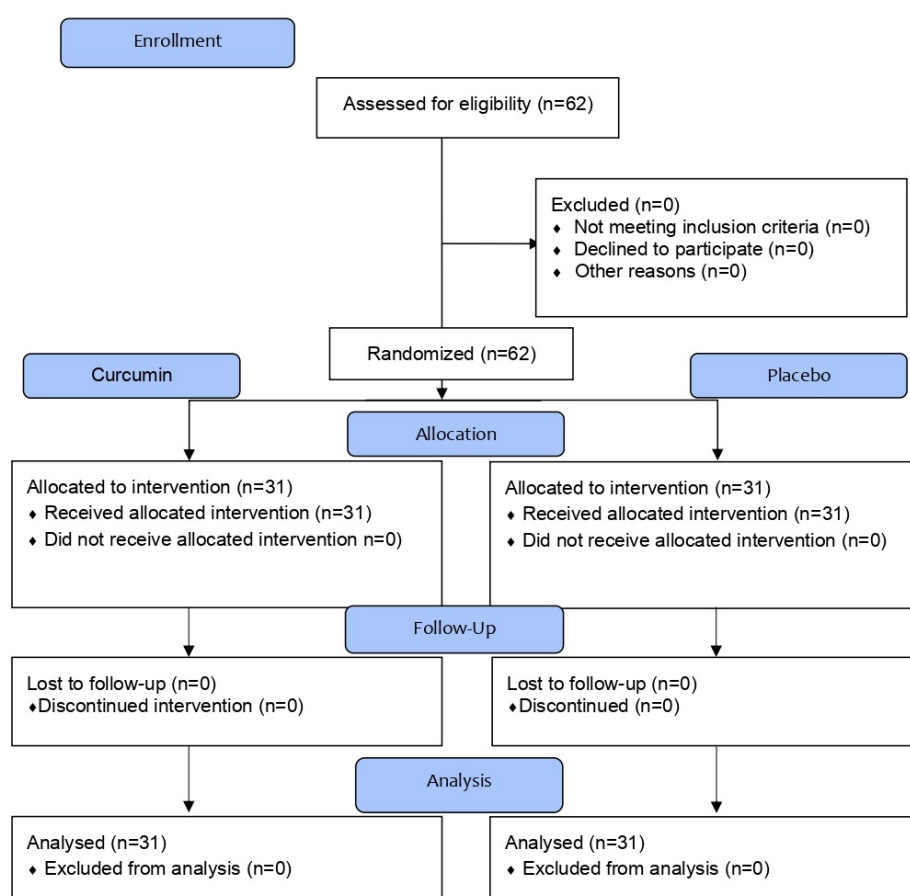 Enrollment
Assessed for eligibility (n=62)
Excluded (n=0)
♦ Not meeting inclusion criteria (n=0)
♦ Declined to participate (n=0)
♦ Other reasons (n=0)
Randomized (n=62)
Curcumin
Placebo
Allocation
Allocated to intervention (n=31)
♦ Received allocated intervention (n=31)
♦ Did not receive allocated intervention n=0)
Allocated to intervention (n=31)
♦ Received allocated intervention (n=31)
♦ Did not receive allocated intervention (n=0)
Follow-Up
Lost to follow-up (n=0)
♦Discontinued intervention (n=0)
Lost to follow-up (n=0)
♦Discontinued (n=0)
Analysis
Analysed (n=31)
♦ Excluded from analysis (n=0)
Analysed (n=31)
♦ Excluded from analysis (n=0)